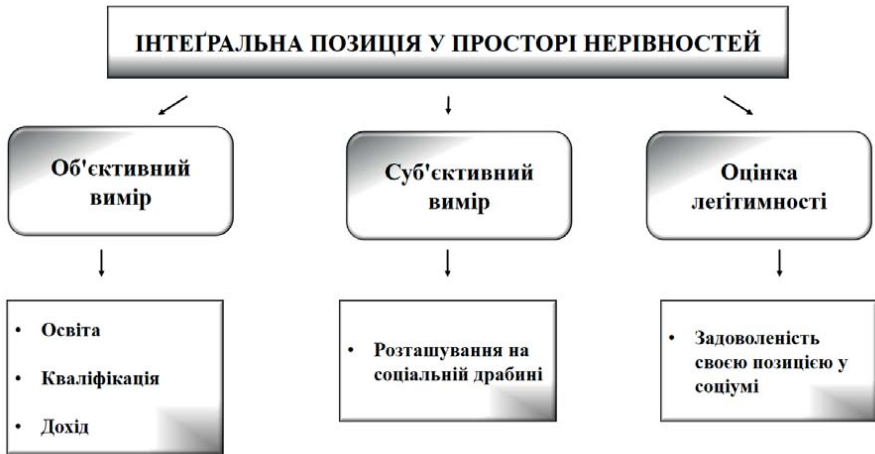 ІНТЕҐРАЛЬНА ПОЗИЦІЯ У ПРОСТОРІ НЕРІВНОСТЕЙ
Об'єктивний
вимір
Суб'єктивний
вимір
Оцінка
леґітимності
• Освіта
• Кваліфікація
• Дохід
• Розташування на
соціальній драбині
• Задоволеність
своєю позицією у
соціумі